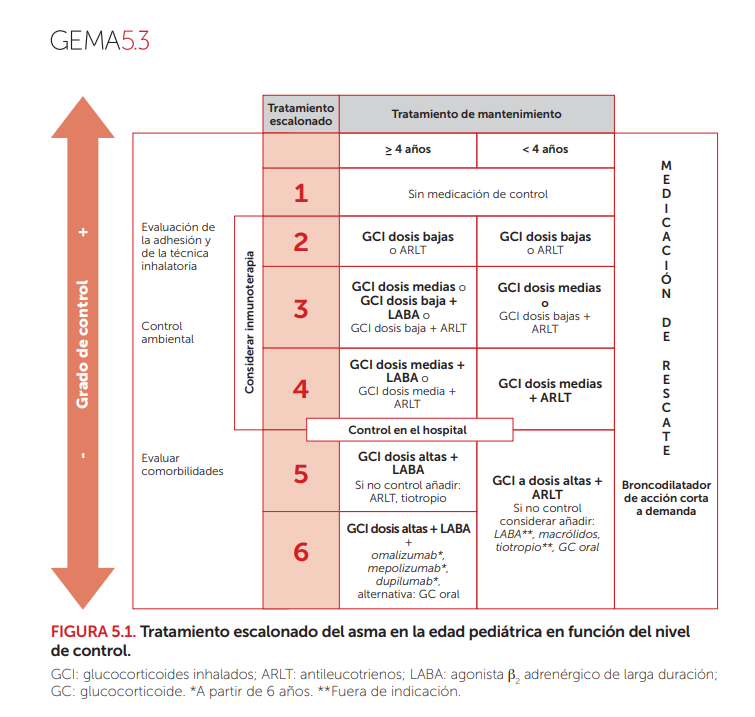 GEMA5.3
Tratamiento
escalonado
Tratamiento de mantenimiento
≥ 4 años
< 4 años
1
Sin medicación de control
2
GCI dosis bajas
o ARLT
GCI dosis bajas
o ARLT
3
GCI dosis medias o
GCI dosis baja +
LABA o
GCI dosis baja + ARLT
GCI dosis medias
o
GCI dosis bajas +
ARLT
4
GCI dosis medias +
LABA o
GCI dosis media +
ARLT
GCI dosis medias
+ ARLT
Control en el hospital
5
GCI dosis altas +
LABA
Si no control añadir:
ARLT, tiotropio
GCI a dosis altas +
ARLT
Si no control
considerar añadir:
LABA**, macrólidos,
tiotropio**, GC oral
6
GCI dosis altas + LABA
+
omalizumab*,
mepolizumab*,
dupilumab*,
alternativa: GC oral
+
Grado de control
-
Evaluación de
la adhesión y
de la técnica
inhalatoria
Control
ambiental
Evaluar
comorbilidades
Considerar inmunoterapia
MEDICACIÓN DE RESCATE
Broncodilatador
de acción corta
a demanda
FIGURA 5.1. Tratamiento escalonado del asma en la edad pediátrica en función del nivel
de control.
GCI: glucocorticoides inhalados; ARLT: antileucotrienos; LABA: agonista β₂ adrenérgico de larga duración;
GC: glucocorticoide. *A partir de 6 años. **Fuera de indicación.